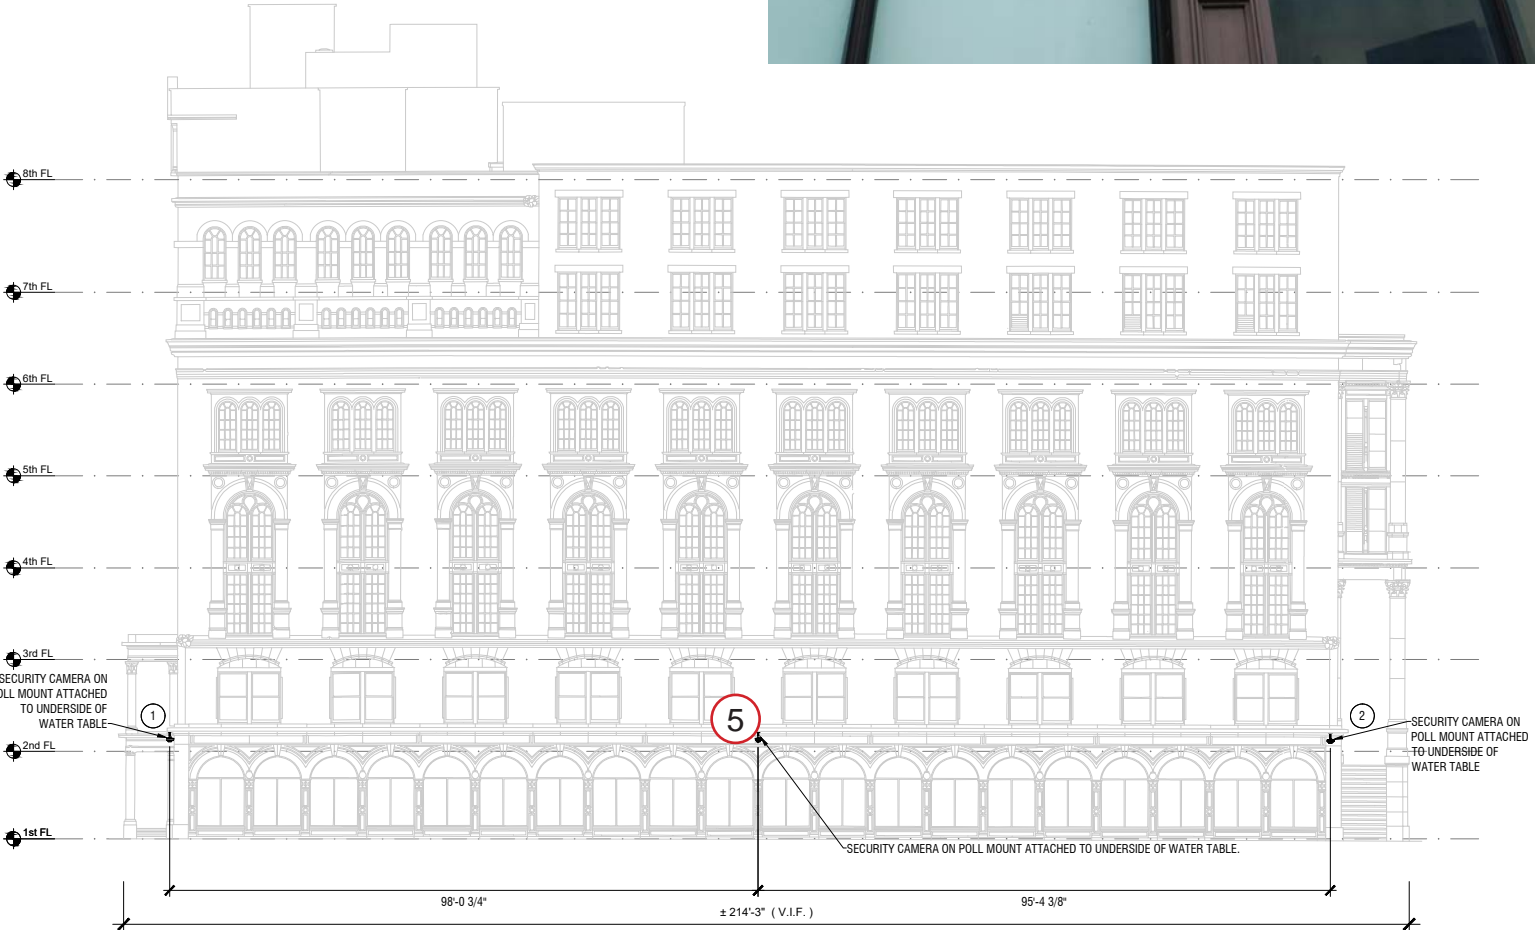 8th FL
7th FL
6th FL
5th FL
4th FL
3rd FL
SECURITY CAMERA ON
POLL MOUNT ATTACHED
TO UNDERSIDE OF
WATER TABLE
1
5
2
SECURITY CAMERA ON
POLL MOUNT ATTACHED
TO UNDERSIDE OF
WATER TABLE
2nd FL
1st FL
SECURITY CAMERA ON POLL MOUNT ATTACHED TO UNDERSIDE OF WATER TABLE.
98'-0 3/4"
95'-4 3/8"
± 214'-3" ( V.I.F. )